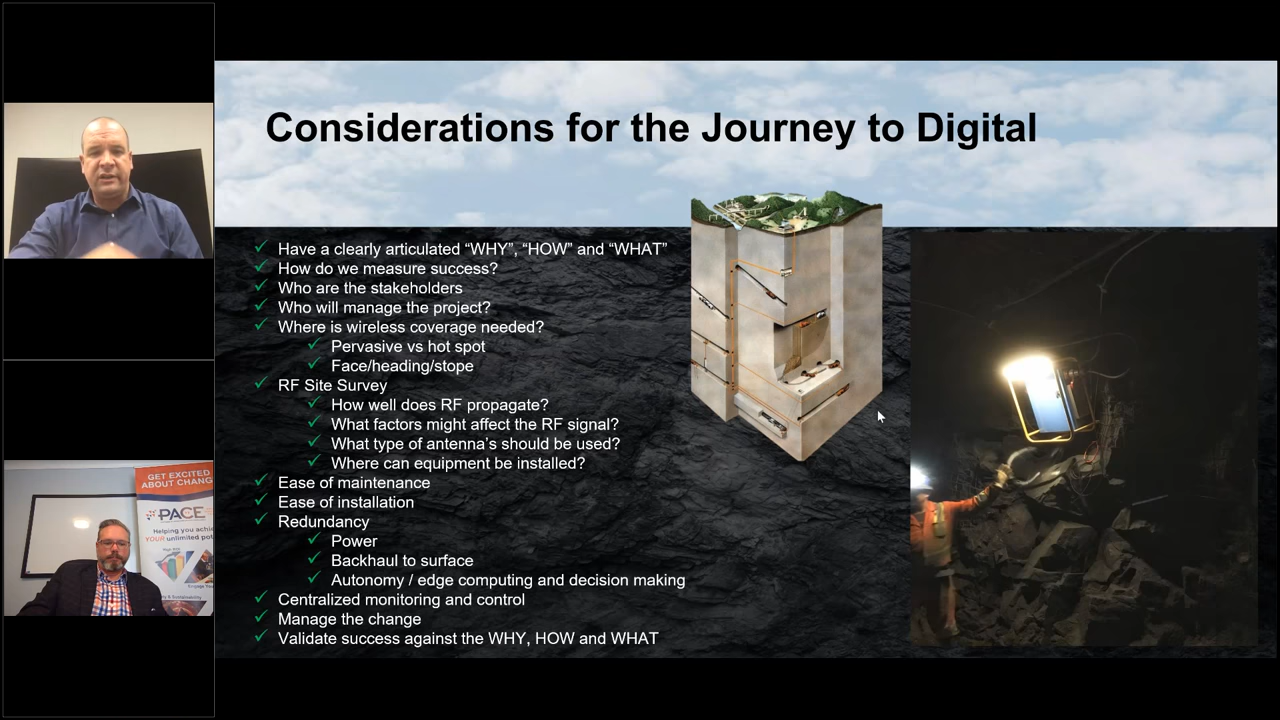 Considerations for the Journey to Digital
Have a clearly articulated “WHY”, “HOW” and “WHAT”
How do we measure success?
Who are the stakeholders
Who will manage the project?
Where is wireless coverage needed?
Pervasive vs hot spot
Face/heading/stope
RF Site Survey
How well does RF propagate?
What factors might affect the RF signal?
What type of antenna’s should be used?
Where can equipment be installed?
Ease of maintenance
Ease of installation
Redundancy
Power
Backhaul to surface
Autonomy / edge computing and decision making
Centralized monitoring and control
Manage the change
Validate success against the WHY, HOW and WHAT
GET EXCITED
ABOUT CHANG
PACE
Helping you achie
YOUR unlimited pot